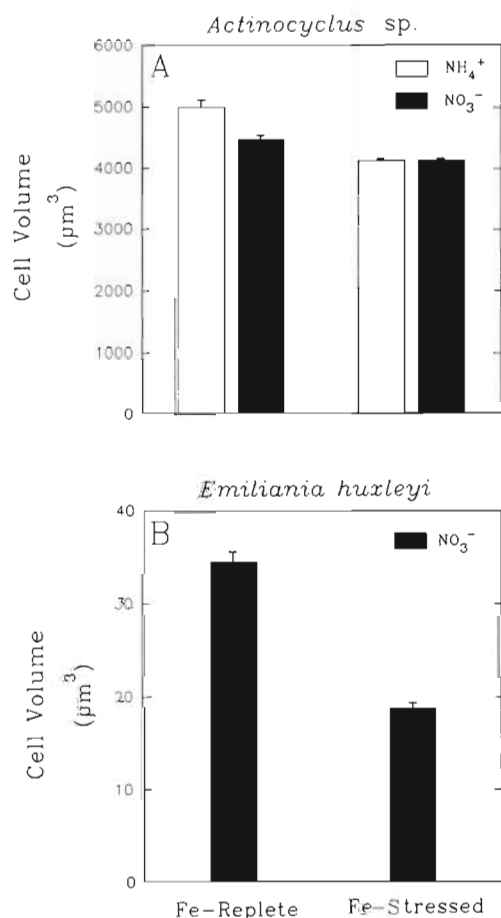 Actinocyclus sp.
A
NH₄⁺
NO₃⁻
6000
5000
4000
3000
2000
1000
0
Cell Volume
(µm³)
Emiliania huxleyi
B
NO₃⁻
40
30
20
10
0
Cell Volume
(µm³)
Fe-Replete
Fe-Stressed